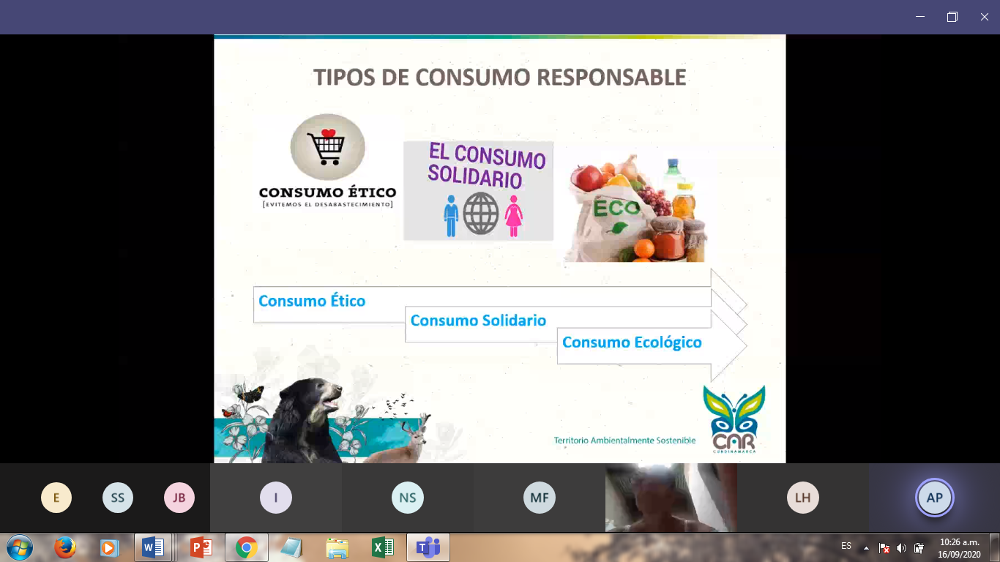 TIPOS DE CONSUMO RESPONSABLE
CONSUMO ÉTICO
[EVITEMOS EL DESABASTECIMIENTO]
EL CONSUMO
SOLIDARIO
ECO
Consumo Ético
Consumo Solidario
Consumo Ecológico
Territorio Ambientalmente Sostenible
CAR
CUNDINAMARCA
E
SS
JB
I
NS
MF
LH
AP
ES
10:26 a.m.
16/09/2020